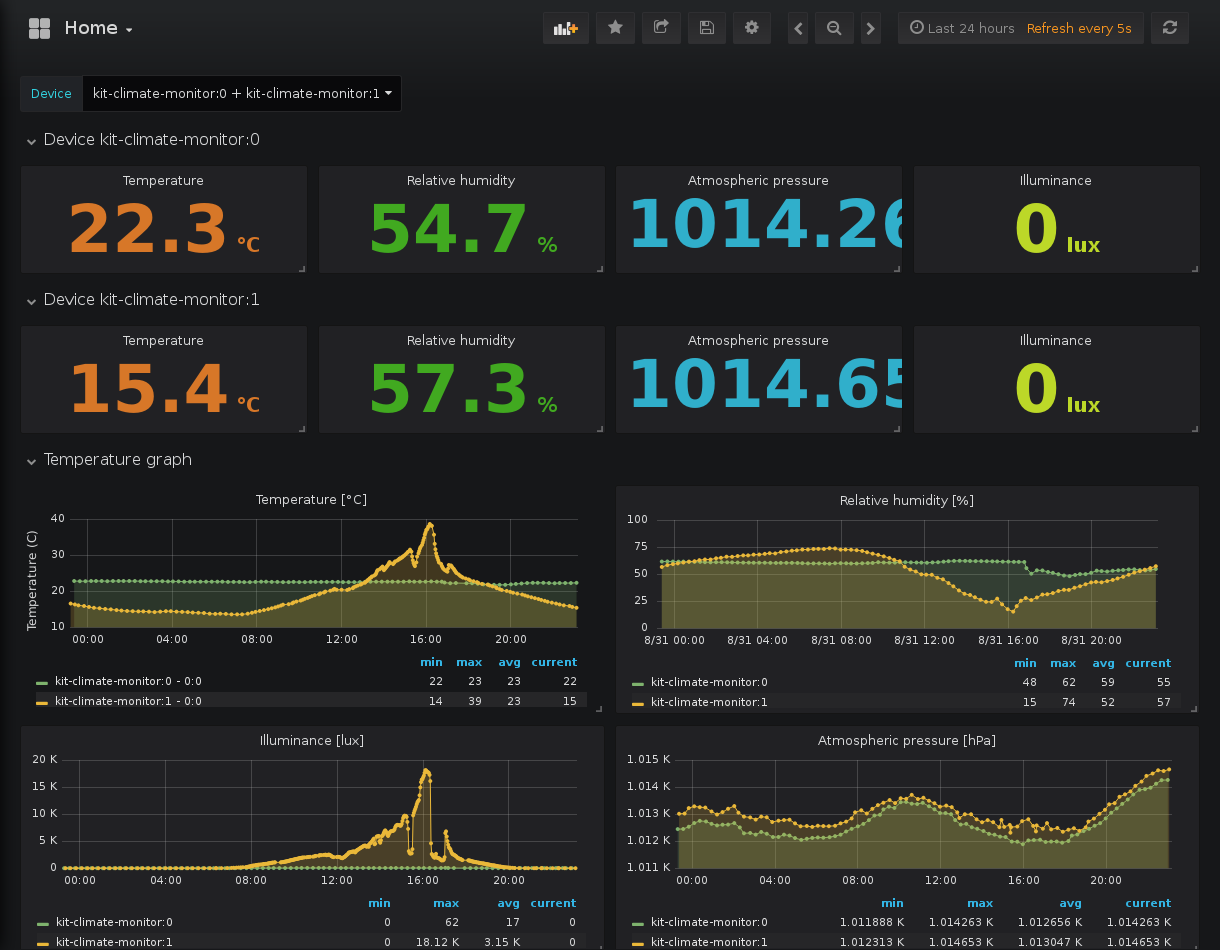 Home
Last 24 hours Refresh every 5s
Device kit-climate-monitor:0 + kit-climate-monitor:1
Device kit-climate-monitor:0
Temperature Relative humidity Atmospheric pressure Illuminance
22.3 °C 54.7 % 1014.26 0 lux
Device kit-climate-monitor:1
Temperature Relative humidity Atmospheric pressure Illuminance
15.4 °C 57.3 % 1014.65 0 lux
Temperature graph
Temperature [°C]
Temperature (C)
40
30
20
10
00:00 04:00 08:00 12:00 16:00 20:00
min max avg current
kit-climate-monitor:0 - 0:0 22 23 23 22
kit-climate-monitor:1 - 0:0 14 39 23 15
Relative humidity [%]
100
75
50
25
0
8/31 00:00 8/31 04:00 8/31 08:00 8/31 12:00 8/31 16:00 8/31 20:00
min max avg current
kit-climate-monitor:0 48 62 59 55
kit-climate-monitor:1 15 74 52 57
Illuminance [lux]
20 K
15 K
10 K
5 K
0
00:00 04:00 08:00 12:00 16:00 20:00
min max avg current
kit-climate-monitor:0 0 62 17 0
kit-climate-monitor:1 0 18.12 K 3.15 K 0
Atmospheric pressure [hPa]
1.015 K
1.014 K
1.013 K
1.012 K
1.011 K
00:00 04:00 08:00 12:00 16:00 20:00
min max avg current
kit-climate-monitor:0 1.011888 K 1.014263 K 1.012656 K 1.014263 K
kit-climate-monitor:1 1.012313 K 1.014653 K 1.013047 K 1.014653 K